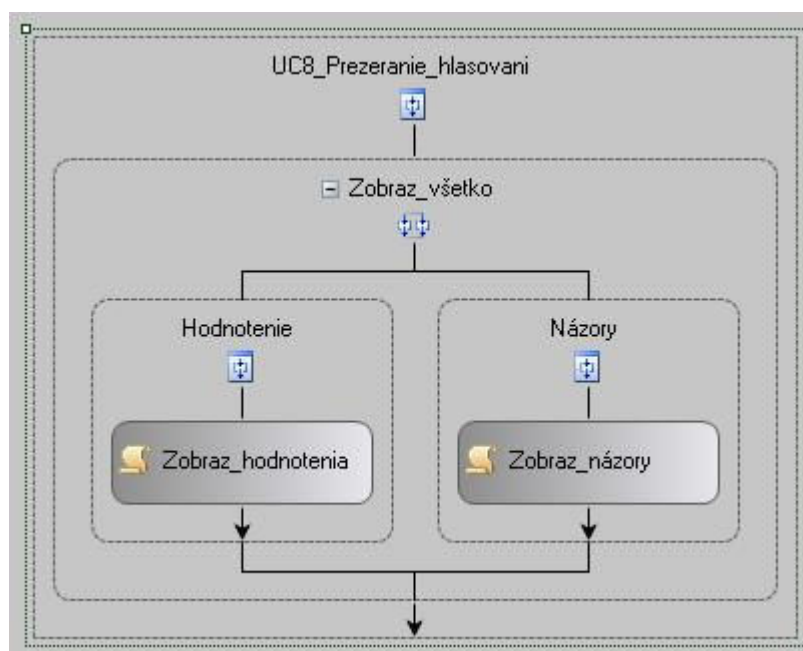 UC8_Prezeranie_hlasovani
Zobraz_všetko
Hodnotenie
Názory
Zobraz_hodnotenia
Zobraz_názory